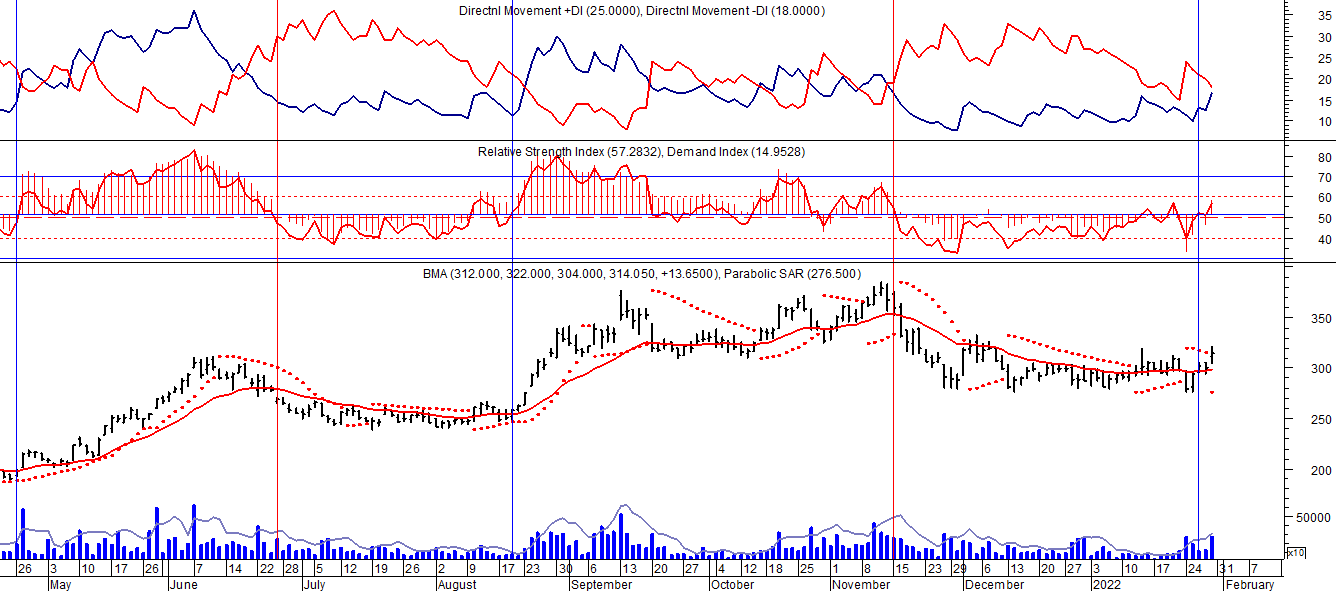 Directnl Movement +DI (25.0000), Directnl Movement -DI (18.0000)
35
30
25
20
15
10
Relative Strength Index (57.2832), Demand Index (14.9528)
80
70
60
50
40
BMA (312.000, 322.000, 304.000, 314.050, +13.6500), Parabolic SAR (276.500)
350
300
250
200
50000
x10
26 3 10 17 26 7 14 22 28 5 12 19 26 2 9 17 30 6 13 20 27 4 12 18 25 1 8 15 23 29 6 13 20 27 3 10 17 24 31 7
May June July August September October November December 2022 February